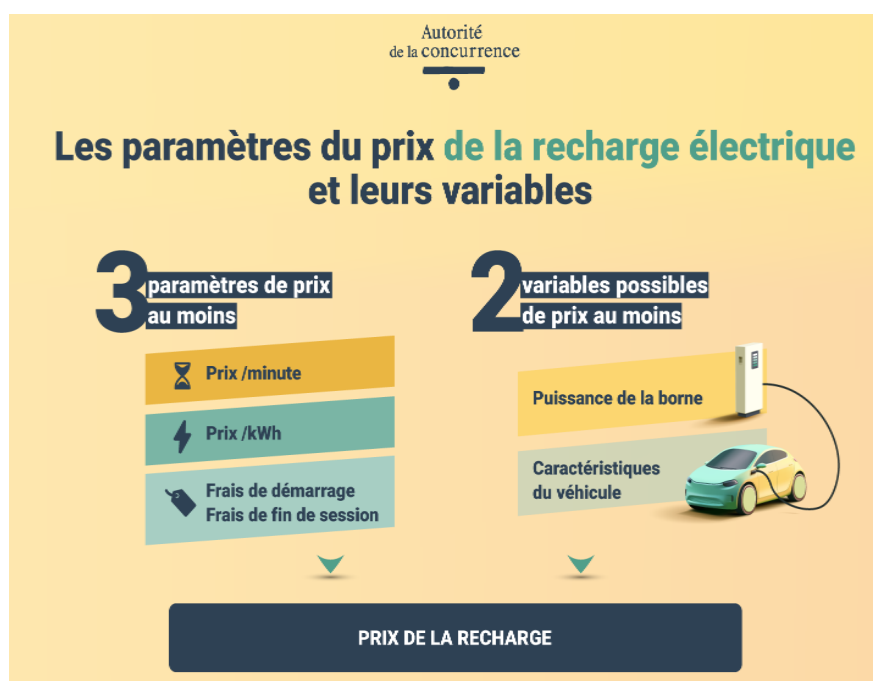 Autorité
de la concurrence
Les paramètres du prix de la recharge électrique
et leurs variables
3 paramètres de prix
au moins
Prix /minute
Prix /kWh
Frais de démarrage
Frais de fin de session
2 variables possibles
de prix au moins
Puissance de la borne
Caractéristiques
du véhicule
PRIX DE LA RECHARGE